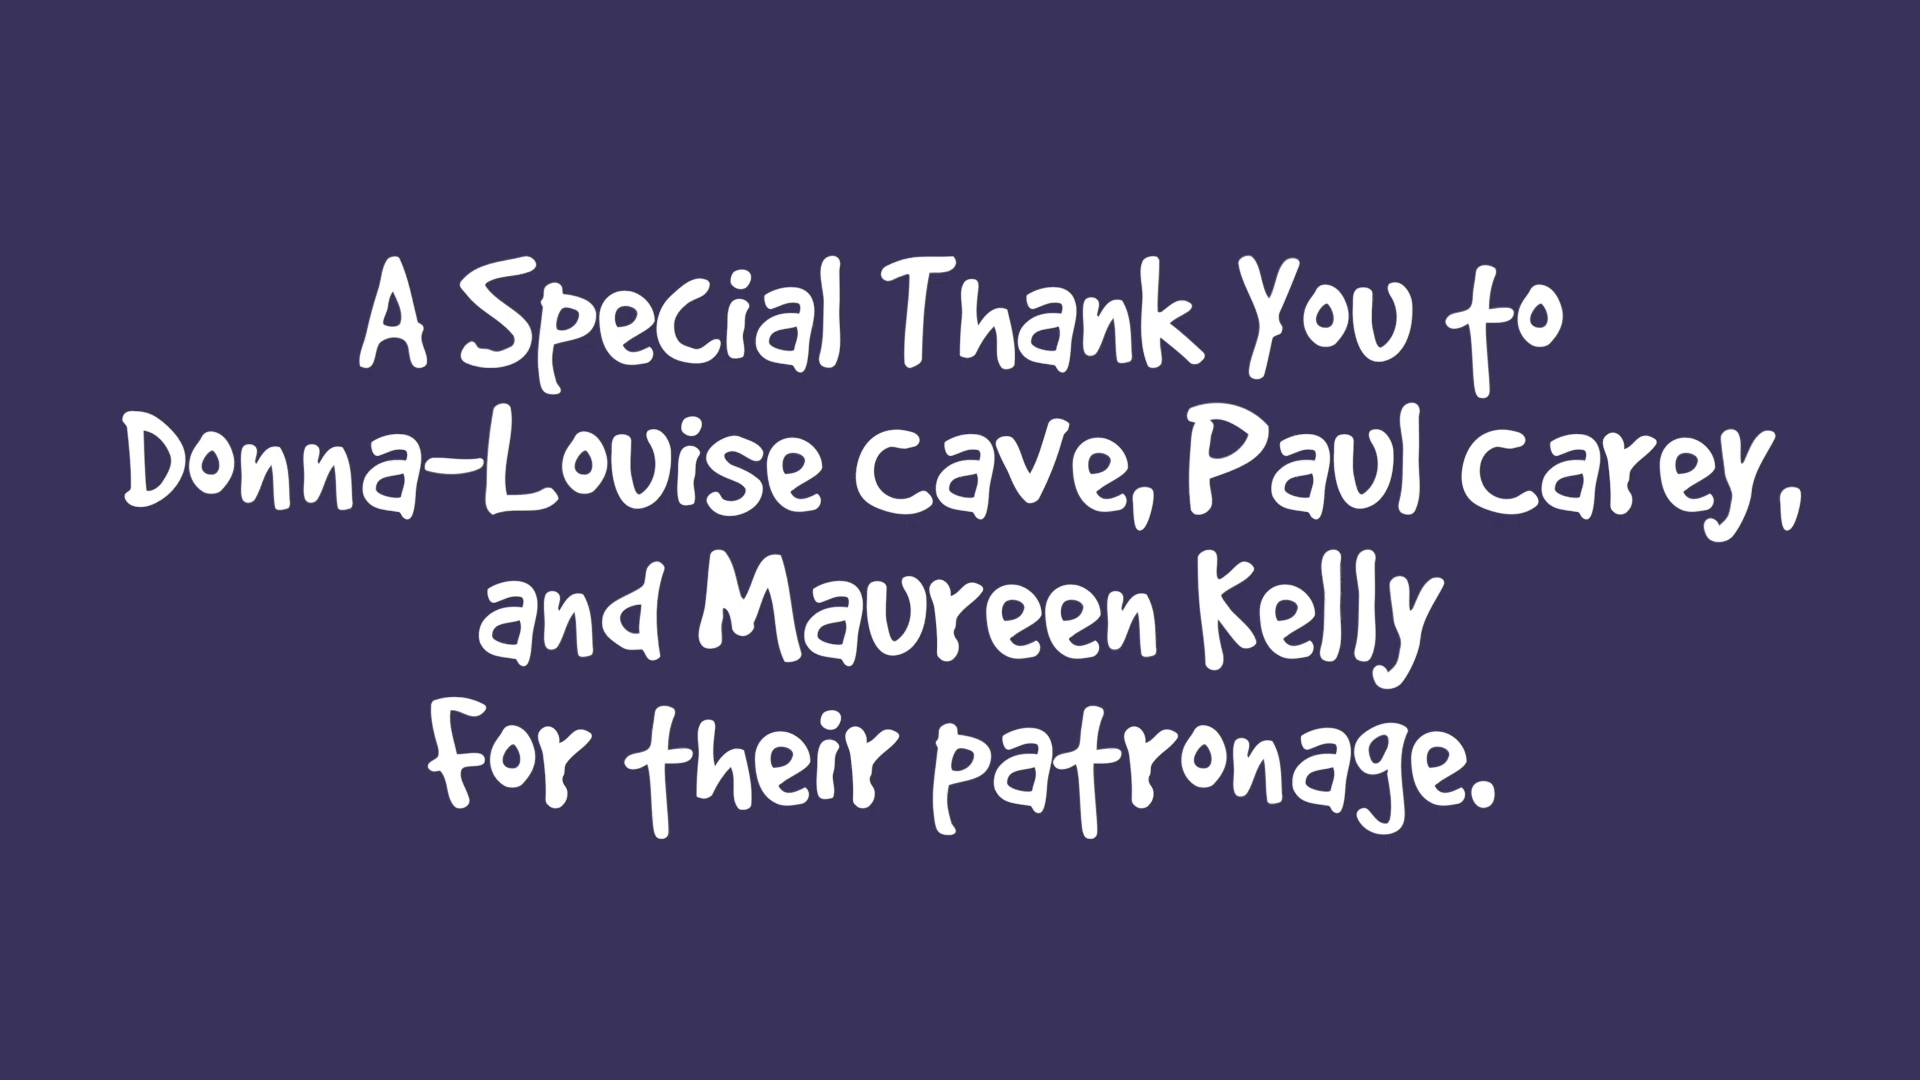 A Special Thank You to
Donna-Louise Cave, Paul Carey,
and Maureen Kelly
for their patronage.